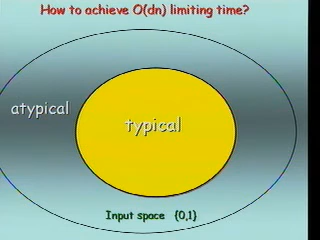 How to achieve O(dn) limiting time?
atypical
typical
Input space {0,1}